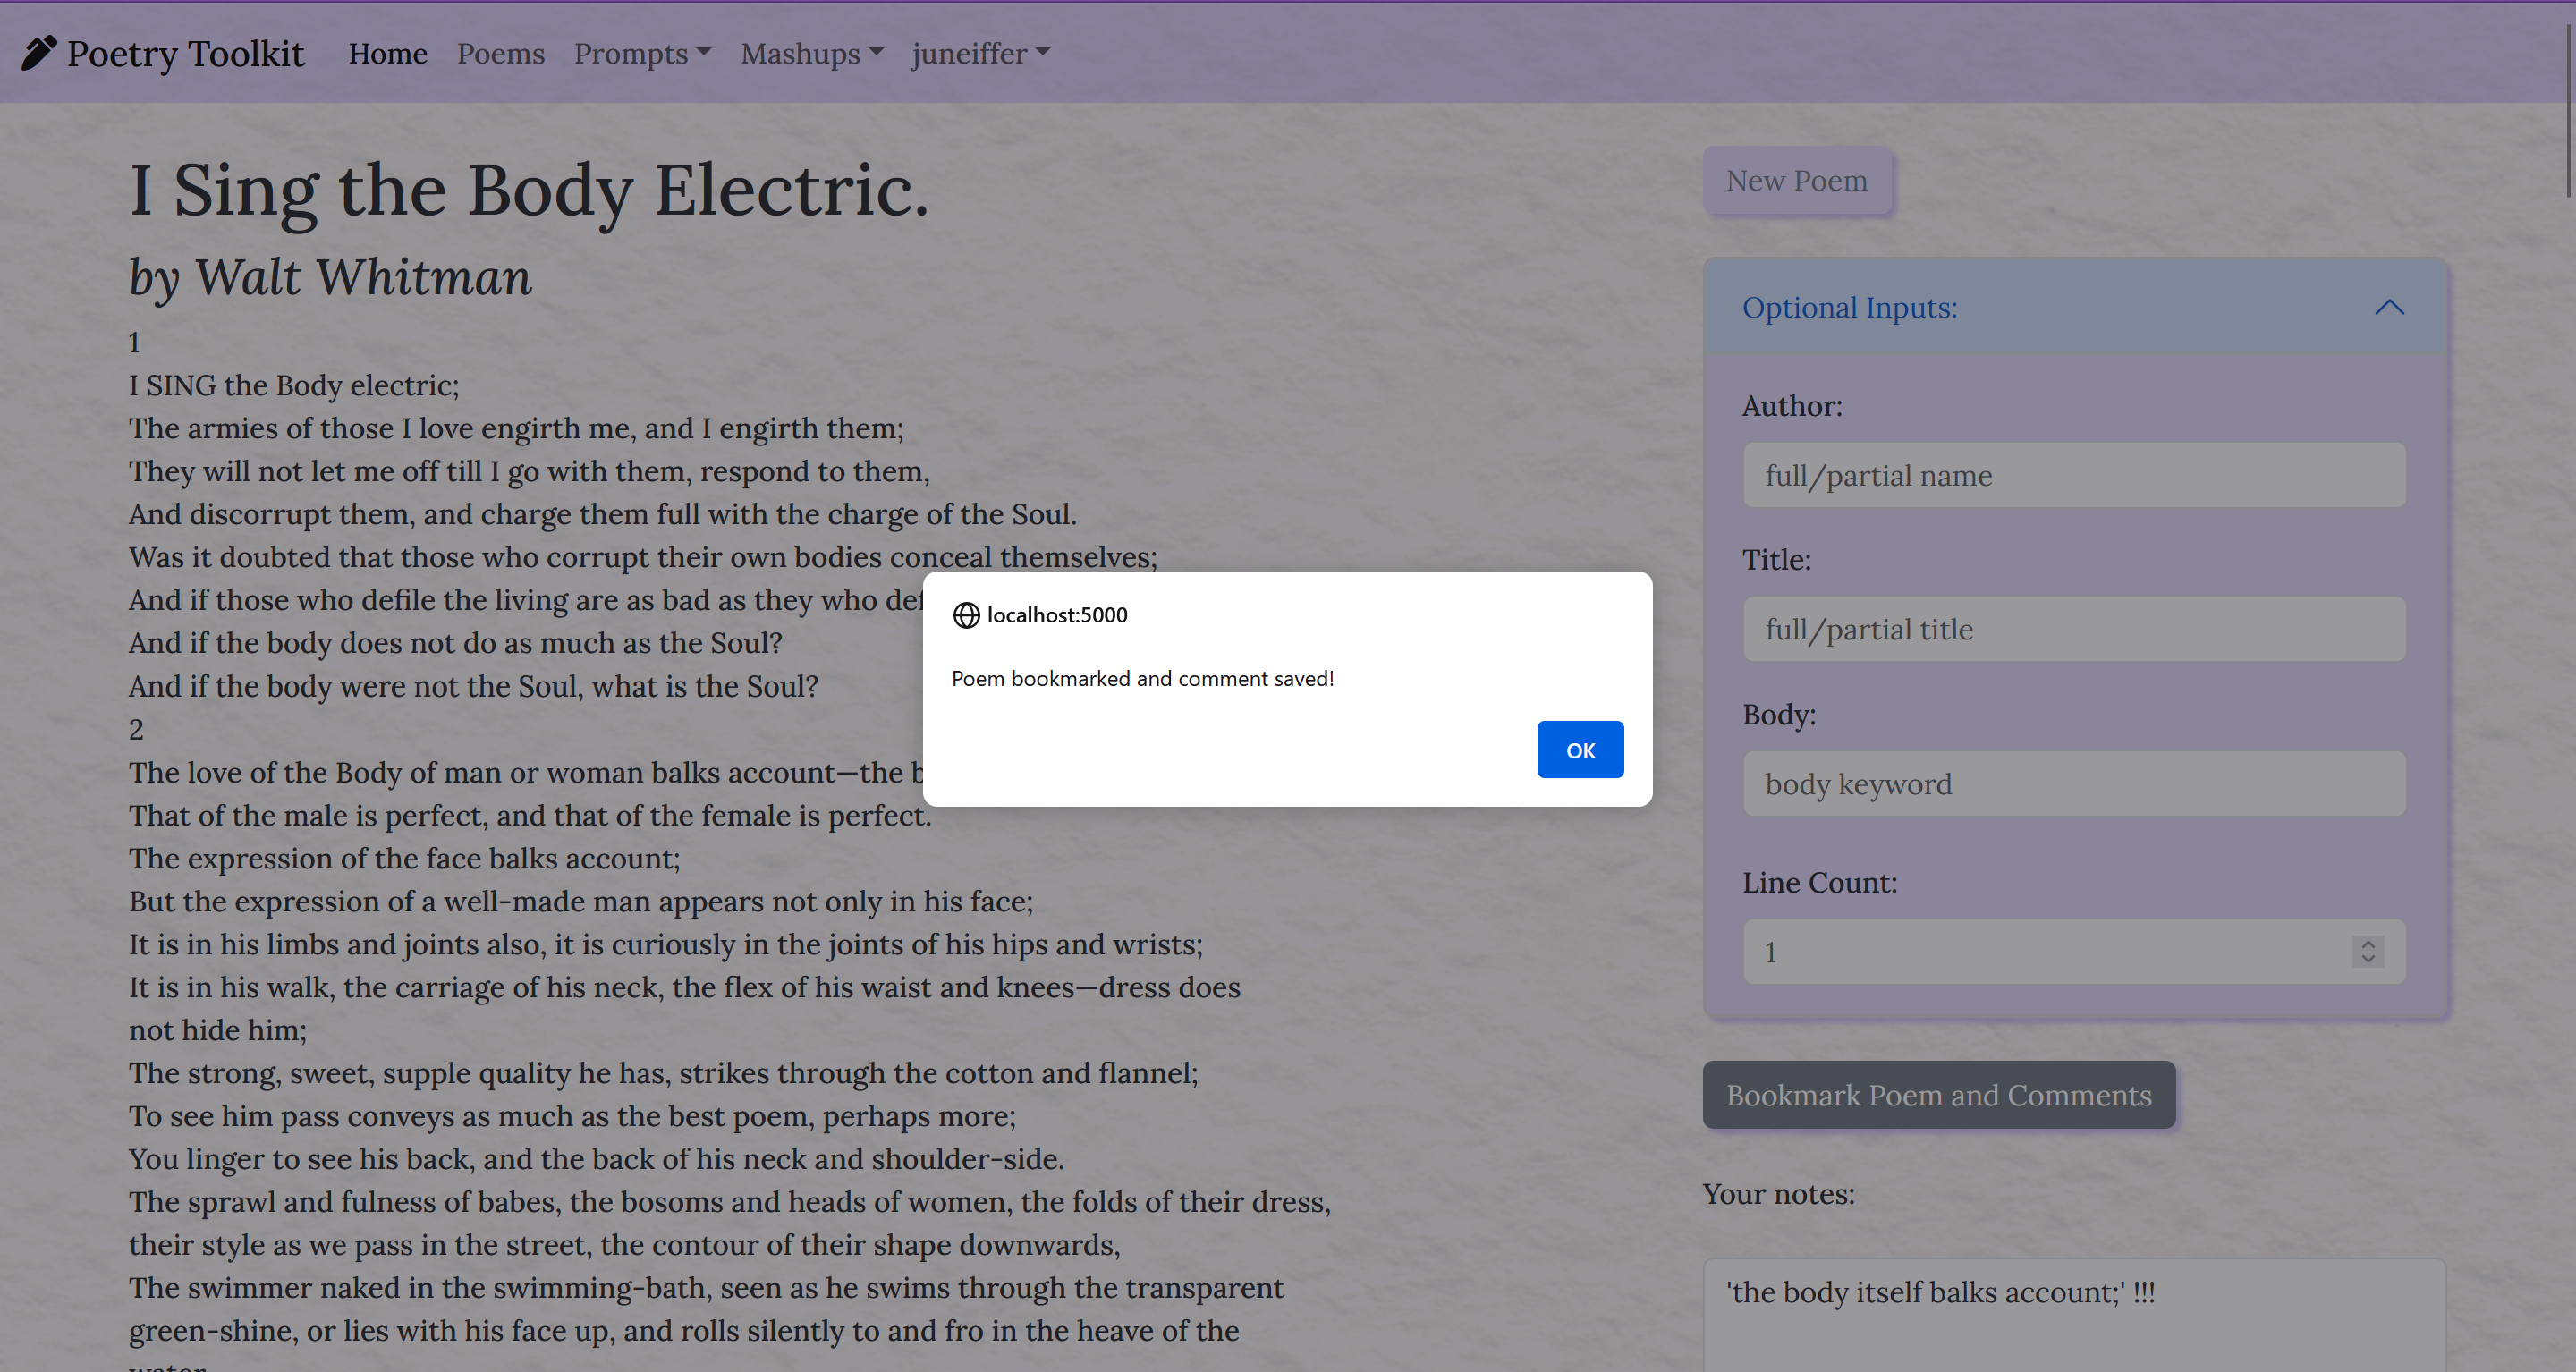 Poetry Toolkit Home Poems Prompts Mashups juneiffer
I Sing the Body Electric.
by Walt Whitman
1
I SING the Body electric;
The armies of those I love engirth me, and I engirth them;
They will not let me off till I go with them, respond to them,
And discorrupt them, and charge them full with the charge of the Soul.
Was it doubted that those who corrupt their own bodies conceal themselves;
And if those who defile the living are as bad as they who
And if the body does not do as much as the Soul?
And if the body were not the Soul, what is the Soul?
2
The love of the Body of man or woman balks account—the
That of the male is perfect, and that of the female is perfect.
The expression of the face balks account;
But the expression of a well-made man appears not only in his face;
It is in his limbs and joints also, it is curiously in the joints of his hips and wrists;
It is in his walk, the carriage of his neck, the flex of his waist and knees—dress does
not hide him;
The strong, sweet, supple quality he has, strikes through the cotton and flannel;
To see him pass conveys as much as the best poem, perhaps more;
You linger to see his back, and the back of his neck and shoulder-side.
The sprawl and fulness of babes, the bosoms and heads of women, the folds of their dress,
their style as we pass in the street, the contour of their shape downwards,
The swimmer naked in the swimming-bath, seen as he swims through the transparent
green-shine, or lies with his face up, and rolls silently to and fro in the heave of the
localhost:5000
Poem bookmarked and comment saved!
OK
New Poem
Optional Inputs:
Author:
full/partial name
Title:
full/partial title
Body:
body keyword
Line Count:
1
Bookmark Poem and Comments
Your notes:
'the body itself balks account;' !!!